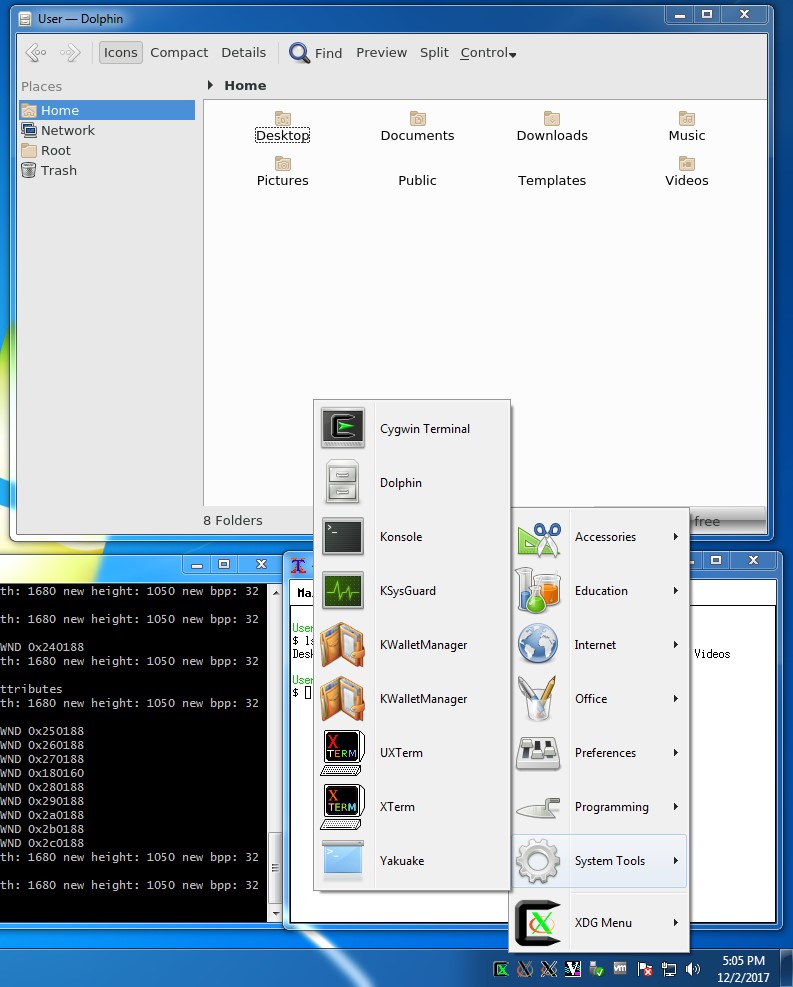 User — Dolphin
Icons Compact Details Find Preview Split Control
Places
Home
Home
Network
Root
Trash
Desktop Documents Downloads Music
Pictures Public Templates Videos
8 Folders
free
Cygwin Terminal
Dolphin
Konsole
KSysGuard
KWalletManager
KWalletManager
UXTerm
XTerm
Yakuake
Accessories
Education
Internet
Office
Preferences
Programming
System Tools
XDG Menu
th: 1680 new height: 1050 new bpp: 32
th: 1680 new height: 1050 new bpp: 32
WND 0x240188
th: 1680 new height: 1050 new bpp: 32
ttributes
th: 1680 new height: 1050 new bpp: 32
WND 0x250188
WND 0x260188
WND 0x270188
WND 0x180160
WND 0x280188
WND 0x290188
WND 0x2a0188
WND 0x2b0188
WND 0x2c0188
th: 1680 new height: 1050 new bpp: 32
th: 1680 new height: 1050 new bpp: 32
Ma
User
$ ls
Desk Videos
User
$
X TERM
X TERM
5:05 PM
12/2/2017